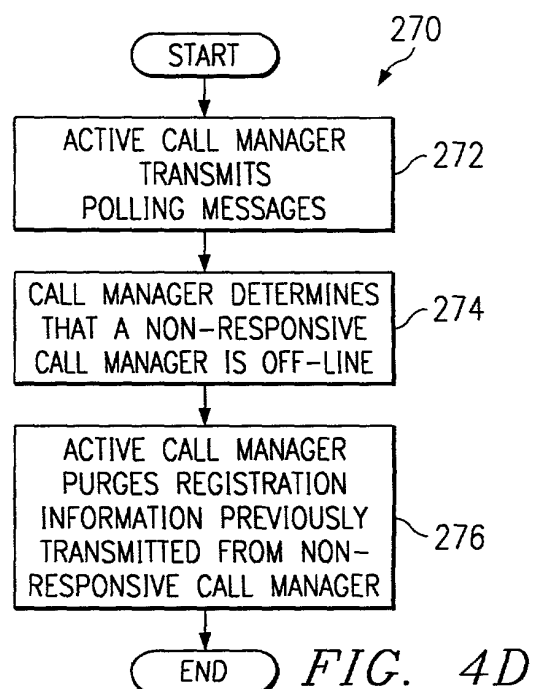 START
270
ACTIVE CALL MANAGER
TRANSMITS
POLLING MESSAGES
272
CALL MANAGER DETERMINES
THAT A NON-RESPONSIVE
CALL MANAGER IS OFF-LINE
274
ACTIVE CALL MANAGER
PURGES REGISTRATION
INFORMATION PREVIOUSLY
TRANSMITTED FROM NON-
RESPONSIVE CALL MANAGER
276
END
FIG. 4D